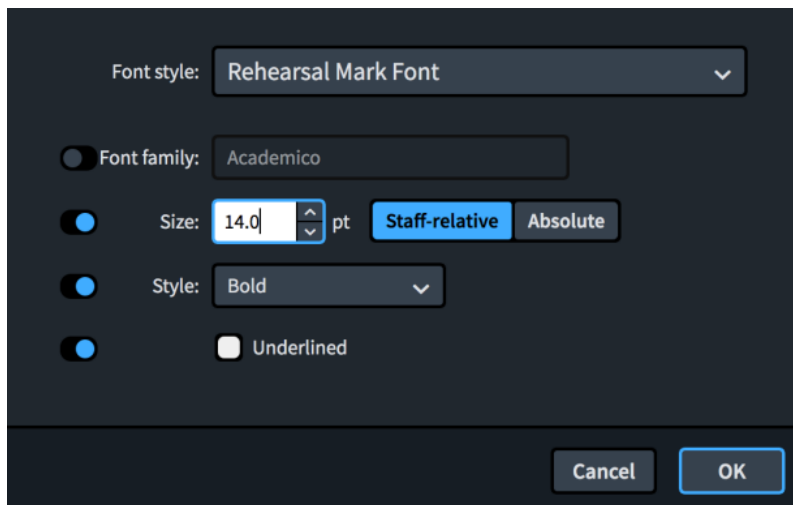 Font style: Rehearsal Mark Font
Font family: Academico
Size: 14.0 pt Staff-relative Absolute
Style: Bold
Underlined
Cancel OK